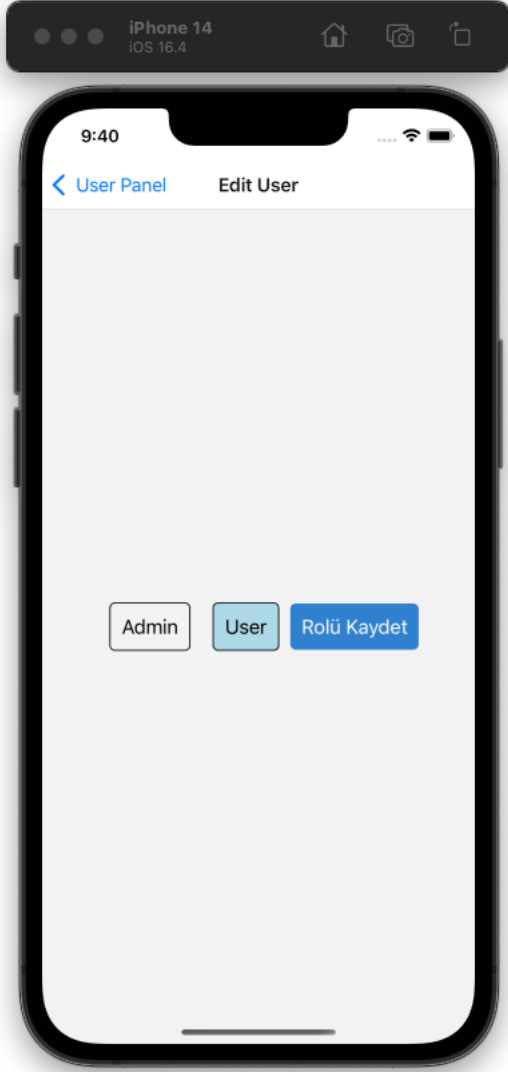 iPhone 14
iOS 16.4
9:40
User Panel Edit User
Admin User Rolü Kaydet